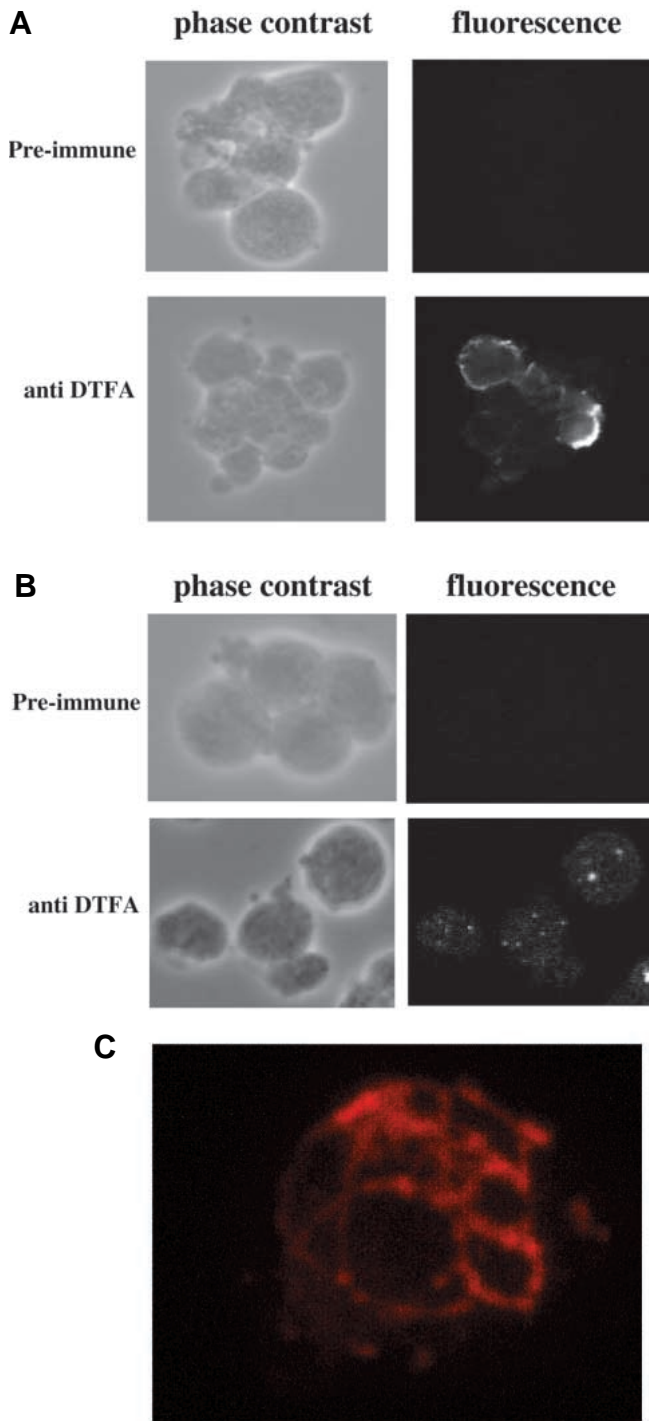 A
phase contrast fluorescence
Pre-immune
anti DTFA
B
phase contrast fluorescence
Pre-immune
anti DTFA
C